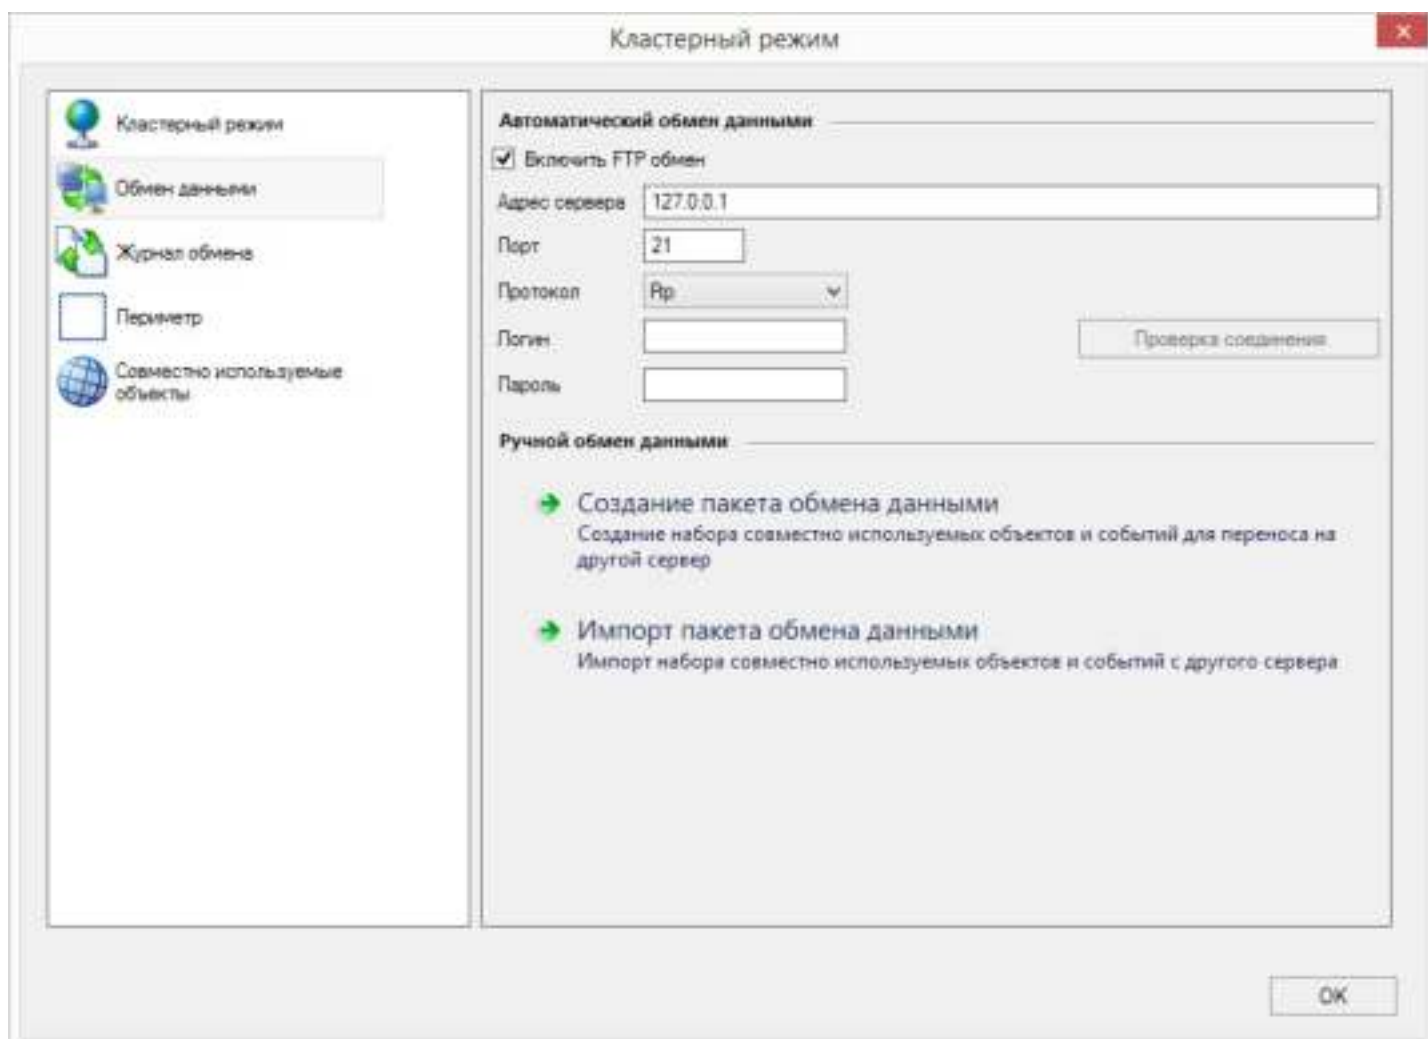 Кластерный режим
Кластерный режим
Обмен данными
Журнал обмена
Периметр
Совместно используемые
объекты
Автоматический обмен данными
Включить FTP обмен
Адрес сервера 127.0.0.1
Порт 21
Протокол Ftp
Логин
Проверка соединения
Пароль
Ручной обмен данными
Создание пакета обмена данными
Создание набора совместно используемых объектов и событий для переноса на
другой сервер
Импорт пакета обмена данными
Импорт набора совместно используемых объектов и событий с другого сервера
OK